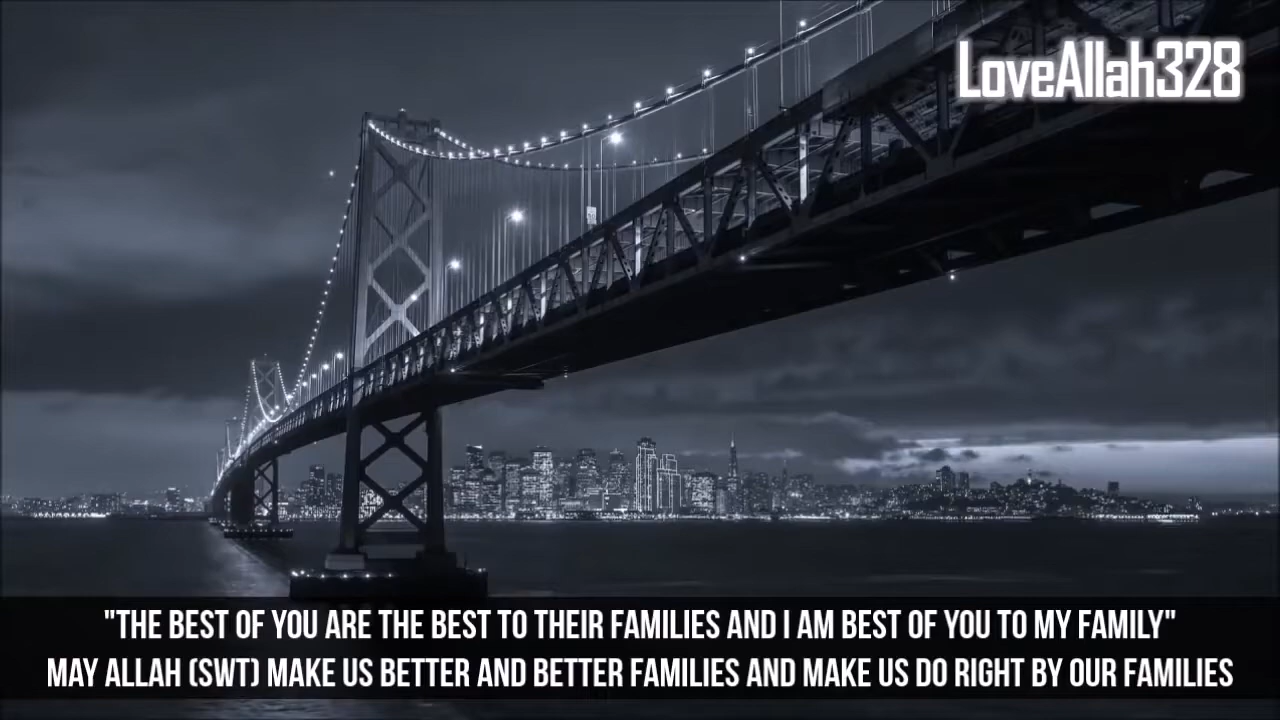 LoveAllah328
"THE BEST OF YOU ARE THE BEST TO THEIR FAMILIES AND I AM BEST OF YOU TO MY FAMILY"
MAY ALLAH (SWT) MAKE US BETTER AND BETTER FAMILIES AND MAKE US DO RIGHT BY OUR FAMILIES